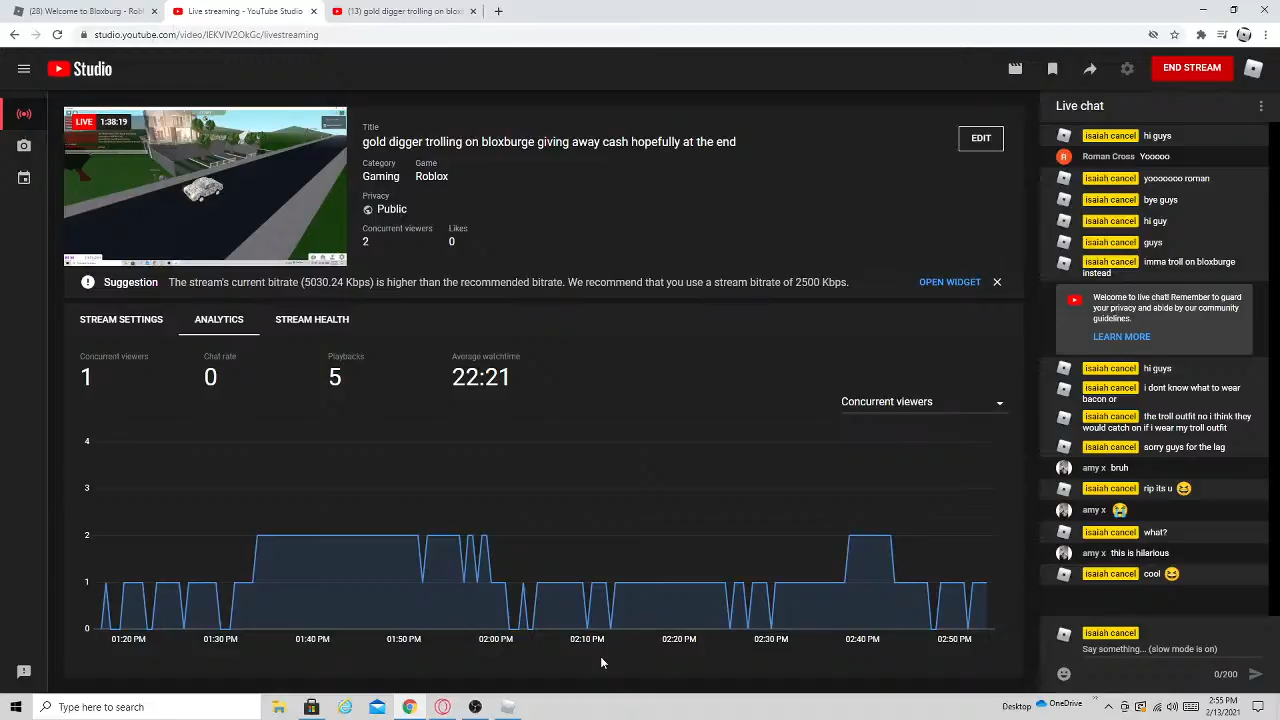 (28) Welcome to Bloxburg - Robl
Live streaming - YouTube Studio
(13) gold digger trolling on bloxb
studio.youtube.com/video/IEKVIV2OkGc/livestreaming
Studio
END STREAM
LIVE
1:38:19
Title
gold digger trolling on bloxburge giving away cash hopefully at the end
EDIT
Category
Game
Gaming
Roblox
Privacy
Public
Concurrent viewers
Likes
2
0
Suggestion
The stream's current bitrate (5030.24 Kbps) is higher than the recommended bitrate. We recommend that you use a stream bitrate of 2500 Kbps.
OPEN WIDGET
STREAM SETTINGS
ANALYTICS
STREAM HEALTH
Concurrent viewers
Chat rate
Playbacks
Average watchtime
1
0
5
22:21
Concurrent viewers
4
3
2
1
0
01:20 PM
01:30 PM
01:40 PM
01:50 PM
02:00 PM
02:10 PM
02:20 PM
02:30 PM
02:40 PM
02:50 PM
Live chat
isaiah cancel hi guys
R
Roman Cross Yooooo
isaiah cancel yooooooo roman
isaiah cancel bye guys
isaiah cancel hi guy
isaiah cancel guys
isaiah cancel imma troll on bloxburge
instead
Welcome to live chat! Remember to guard
your privacy and abide by our community
guidelines.
LEARN MORE
isaiah cancel hi guys
isaiah cancel i dont know what to wear
bacon or
isaiah cancel the troll outfit no i think they
would catch on if i wear my troll outfit
isaiah cancel sorry guys for the lag
amy x bruh
isaiah cancel rip its u 😆
amy x 😭
isaiah cancel what?
amy x this is hilarious
isaiah cancel cool 😆
isaiah cancel
Say something... (slow mode is on)
0/200
Type here to search
Desktop
OneDrive
2:55 PM
2/13/2021